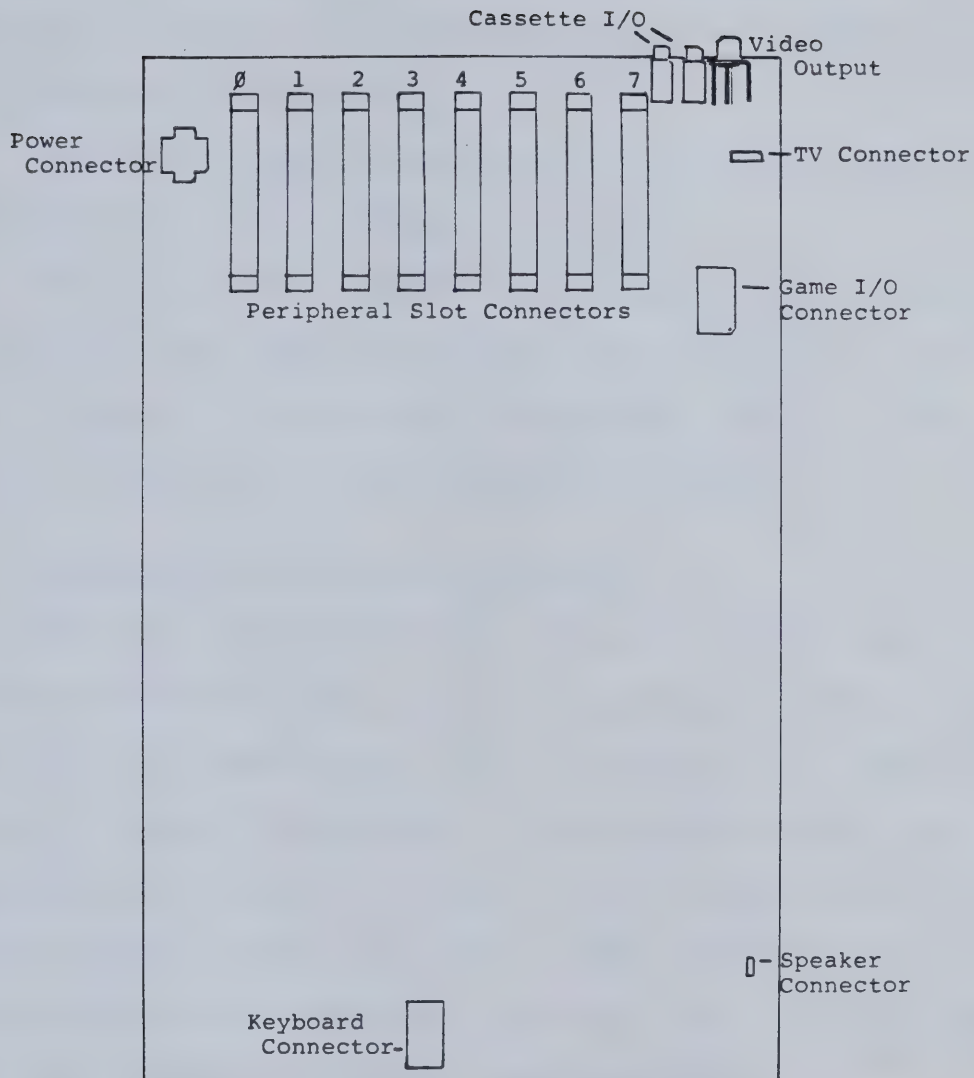 Cassette I/O
Video
Output
Ø 1 2 3 4 5 6 7
Power
Connector
TV Connector
Game I/O
Connector
Peripheral Slot Connectors
Speaker
Connector
Keyboard
Connector